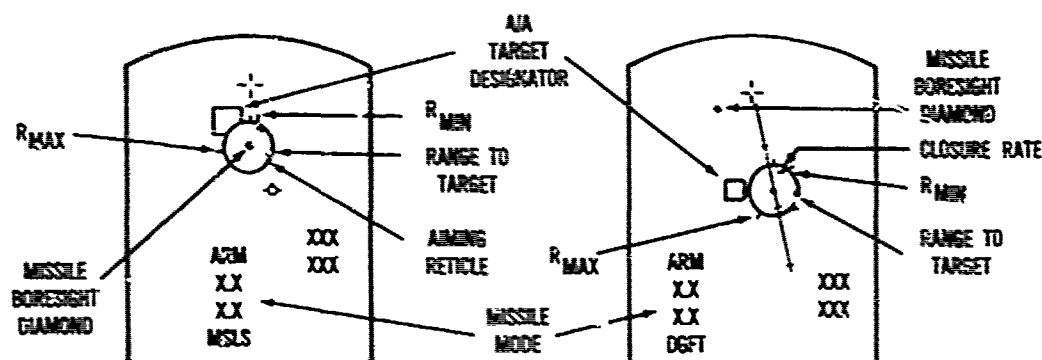 A/A
TARGET
DESIGNATOR
RMAX
RMIN
RANGE TO
TARGET
AIMING
RETICLE
MISSILE
BORESIGHT
DIAMOND
XXX
XXX
ARM
X.X
X.X
MSLS
MISSILE
MODE
MISSILE
BORESIGHT
DIAMOND
CLOSURE RATE
RMIN
RANGE TO
TARGET
RMAX
ARM
X.X
X.X
DGFT
XXX
XXX